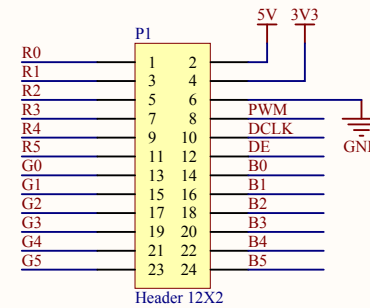 5V 3V3
P1
R0 1 2
R1 3 4
R2 5 6
R3 7 8 PWM
R4 9 10 DCLK
R5 11 12 DE
GND
G0 13 14 B0
G1 15 16 B1
G2 17 18 B2
G3 19 20 B3
G4 21 22 B4
G5 23 24 B5
Header 12X2